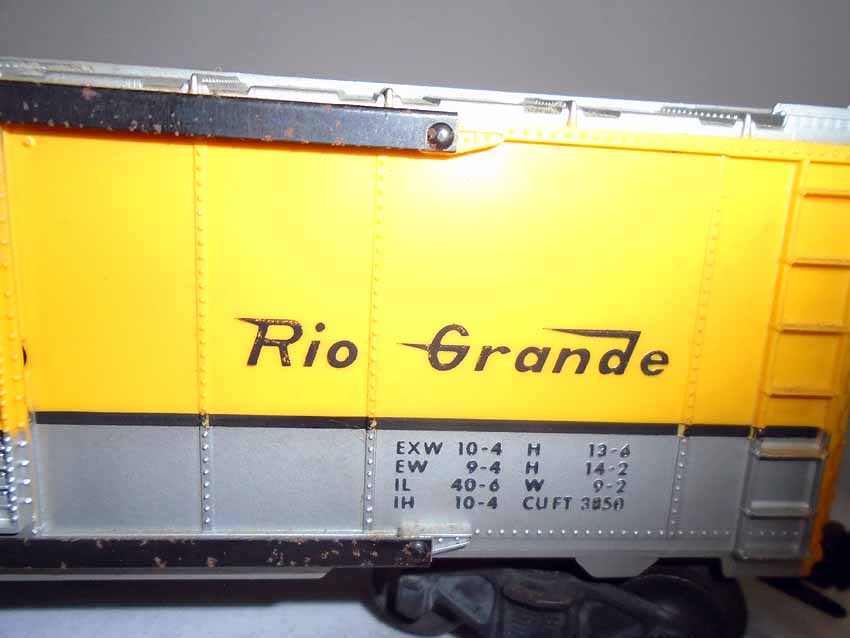 Rio Grande
EXW 10-4 H 13-6
EW 9-4 H 14-2
IL 40-6 W 9-2
IH 10-4 CU FT 3850